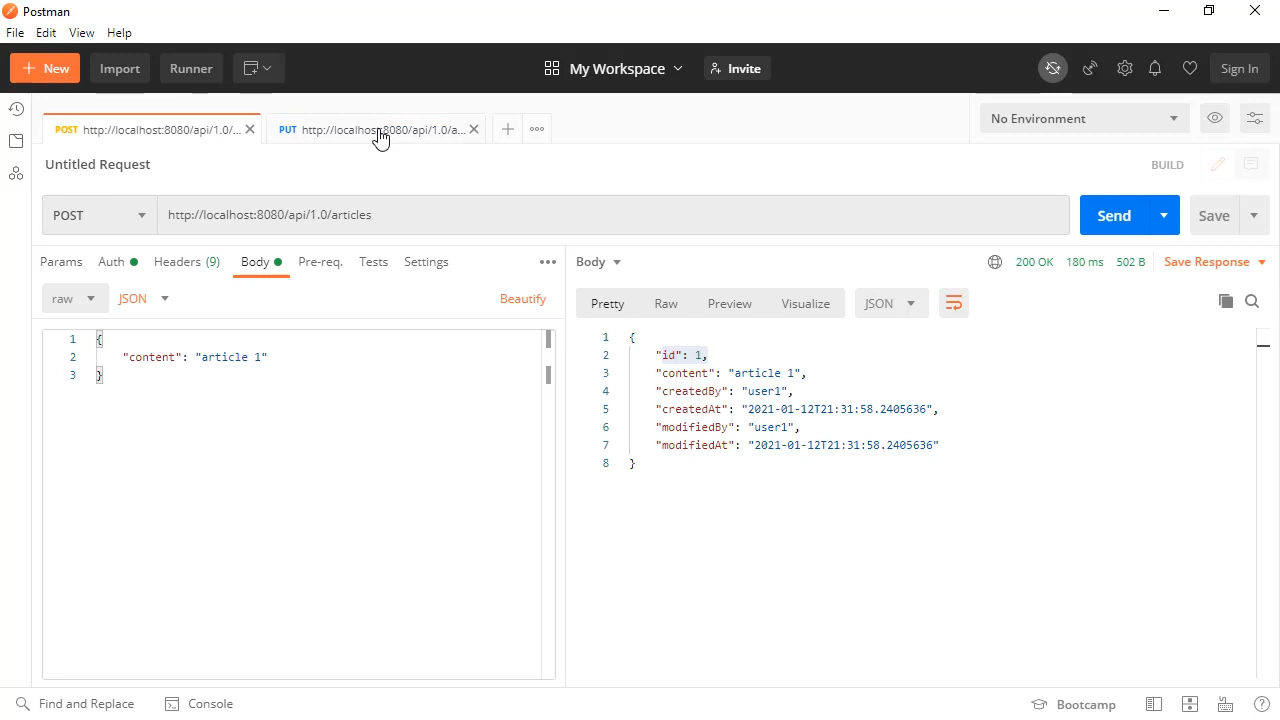 Postman
File Edit View Help
New Import Runner My Workspace Invite Sign In
POST http://localhost:8080/api/1.0/... PUT http://localhost:8080/api/1.0/a... No Environment
Untitled Request BUILD
POST http://localhost:8080/api/1.0/articles Send Save
Params Auth Headers (9) Body Pre-req. Tests Settings
raw JSON Beautify
1 {
2 "content": "article 1"
3 }
Body 200 OK 180 ms 502 B Save Response
Pretty Raw Preview Visualize JSON
1 {
2 "id": 1,
3 "content": "article 1",
4 "createdBy": "user1",
5 "createdAt": "2021-01-12T21:31:58.2405636",
6 "modifiedBy": "user1",
7 "modifiedAt": "2021-01-12T21:31:58.2405636"
8 }
Find and Replace Console Bootcamp